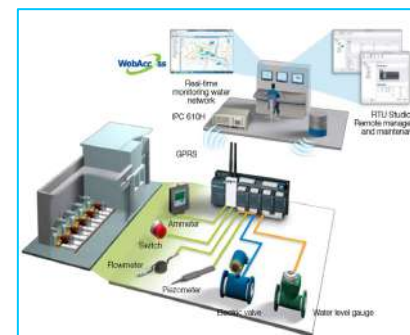 WebAccess
Real-time
monitoring water
network
IPC 610H
RTU Studio
Remote manage
and maintenan
GPRS
Ammeter
Switch
Flowmeter
Piezometer
Electric valve
Water level gauge